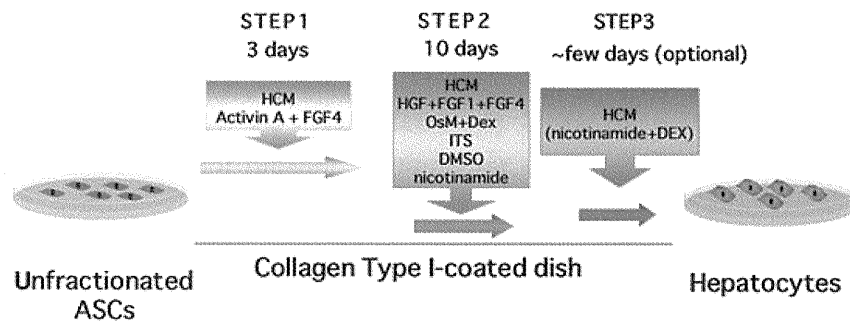 STEP1
3 days
HCM
Activin A + FGF4
STEP2
10 days
HCM
HGF+FGF1+FGF4
OsM+Dex
ITS
DMSO
nicotinamide
STEP3
~few days (optional)
HCM
(nicotinamide+DEX)
Unfractionated
ASCs
Collagen Type I-coated dish
Hepatocytes